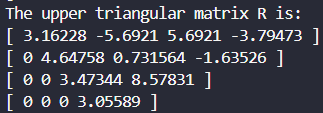 The upper triangular matrix R is:
[ 3.16228 -5.6921 5.6921 -3.79473 ]
[ 0 4.64758 0.731564 -1.63526 ]
[ 0 0 3.47344 8.57831 ]
[ 0 0 0 3.05589 ]